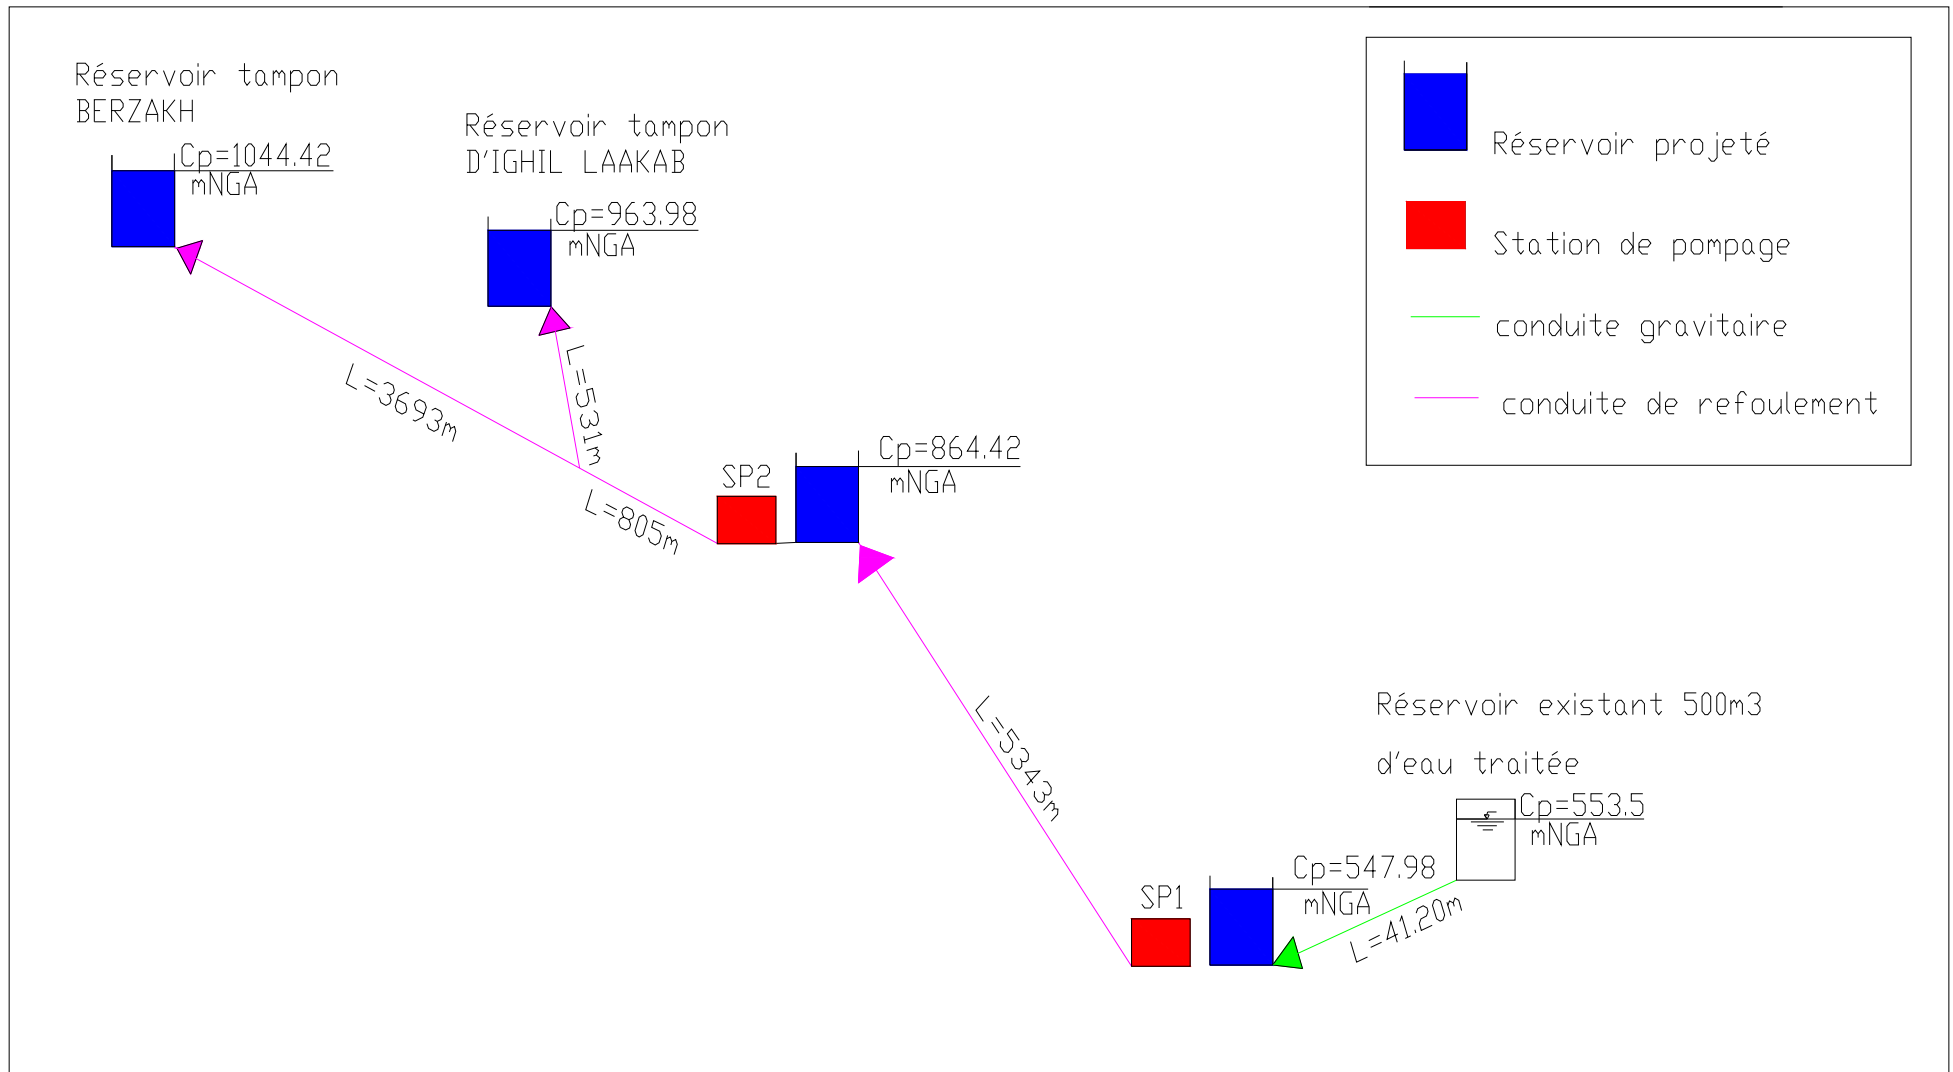 Réservoir tampon
BERZAKH
Cp=1044.42
mNGA
Réservoir tampon
D'IGHIL LAAKAB
Cp=963.98
mNGA
Réservoir projeté
Station de pompage
conduite gravitaire
conduite de refoulement
L=3693m
L=531m
L=805m
SP2
Cp=864.42
mNGA
L=5343m
Réservoir existant 500m3
d'eau traitée
Cp=553.5
mNGA
SP1
Cp=547.98
mNGA
L=41.20m